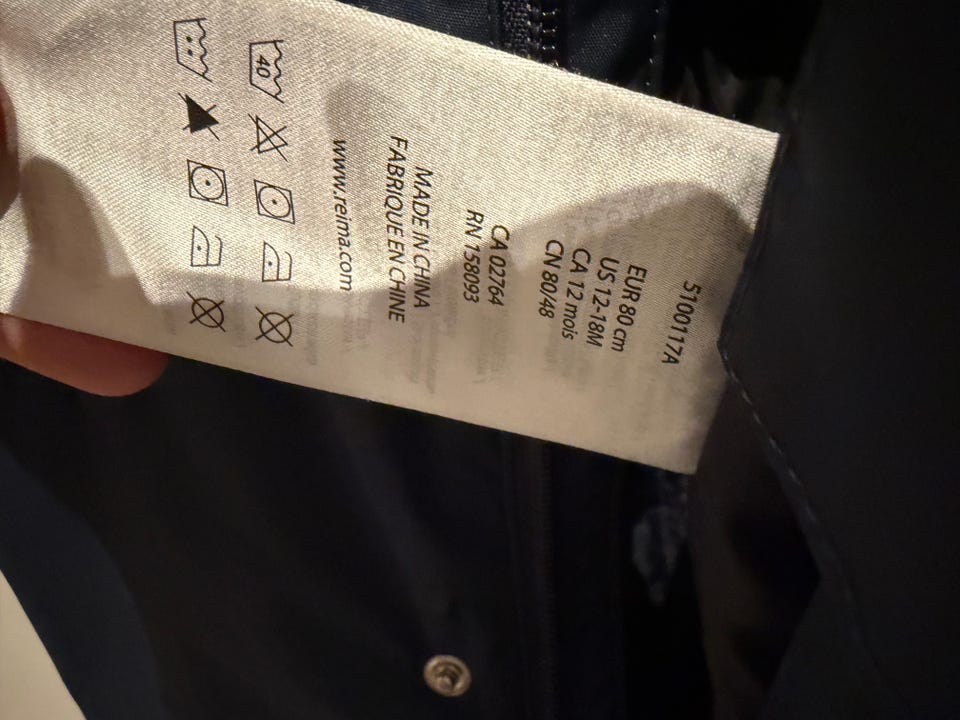 5100117A
EUR 80 cm
US 12-18M
CA 12 mois
CN 80/48
CA 02764
RN 158093
MADE IN CHINA
FABRIQUE EN CHINE
www.reima.com
40